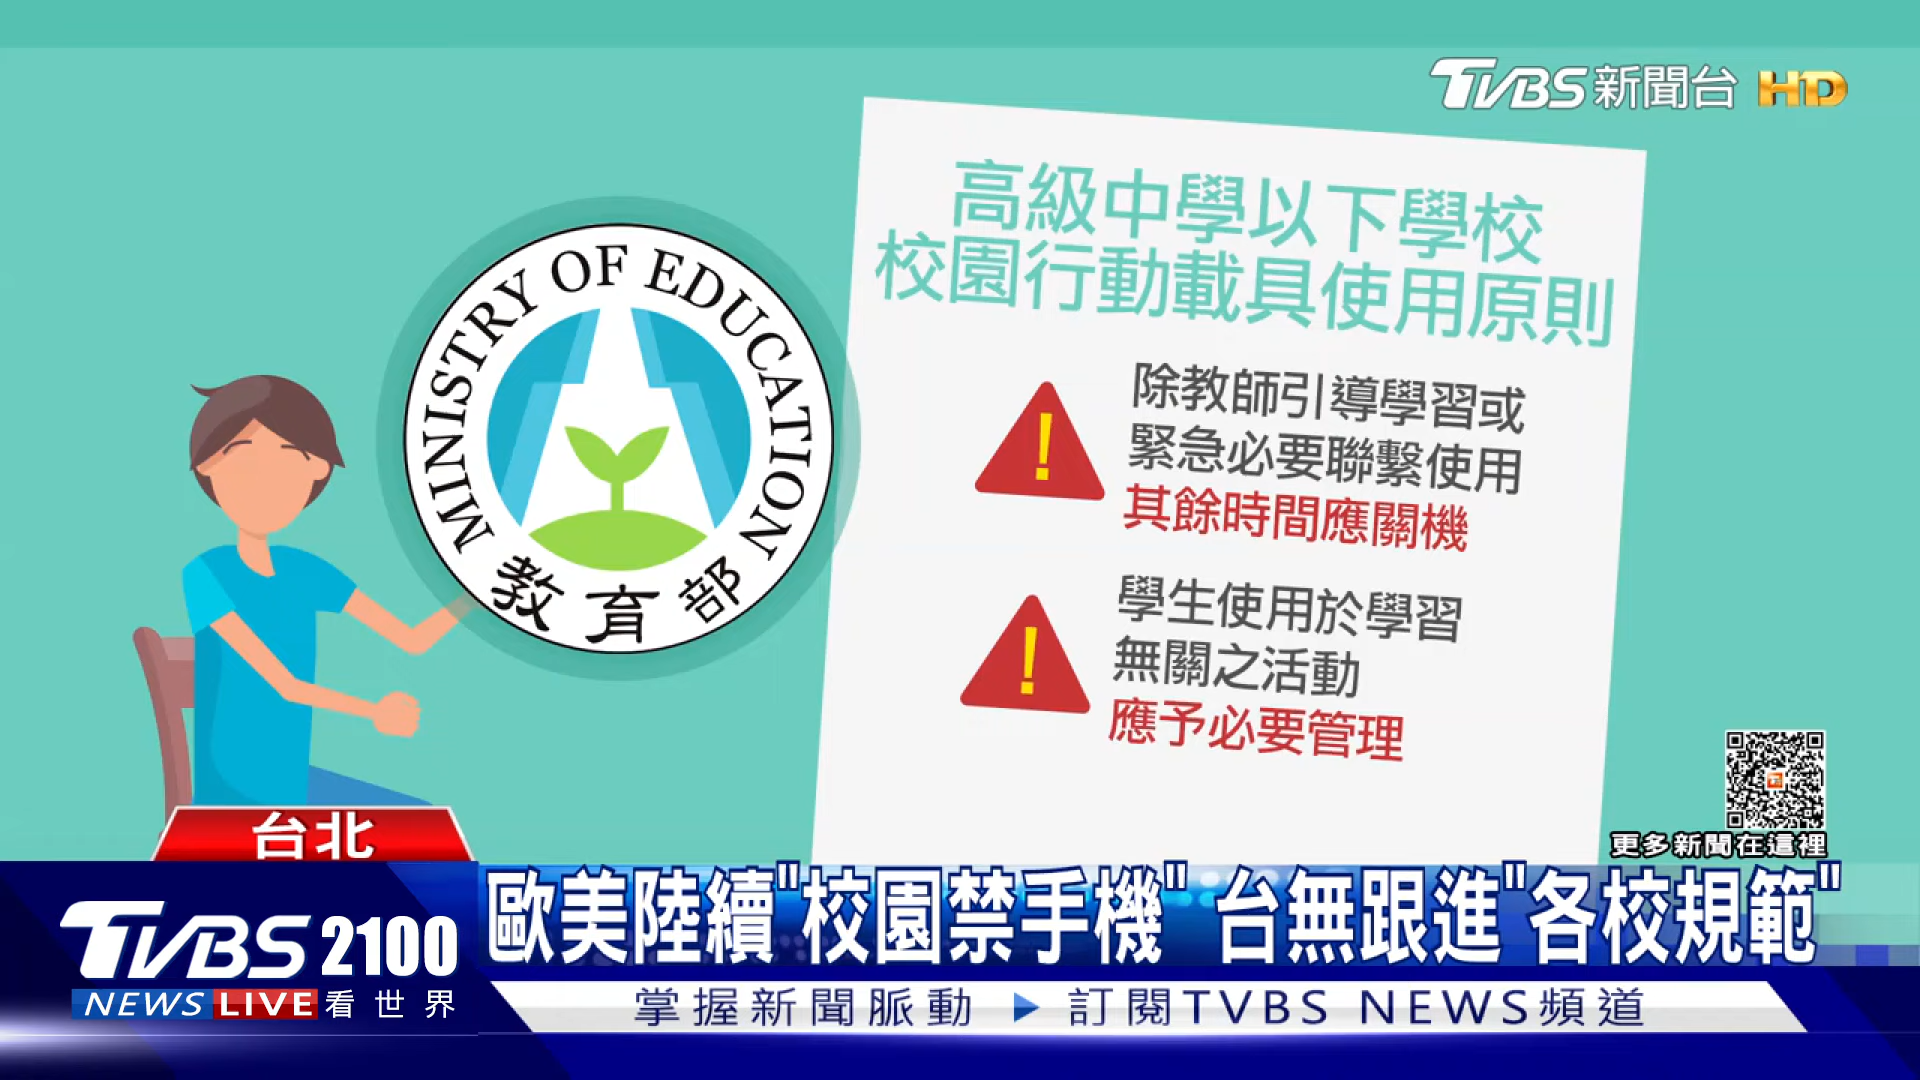 TVBS新聞台 HD
高級中學以下學校
校園行動載具使用原則
MINISTRY OF EDUCATION
教育部
除教師引導學習或
緊急必要聯繫使用
其餘時間應關機
學生使用於學習
無關之活動
應予必要管理
更多新聞在這裡
台北
歐美陸續"校園禁手機" 台無跟進"各校規範"
TVBS 2100
NEWS LIVE 看世界
掌握新聞脈動 ▶ 訂閱TVBS NEWS頻道